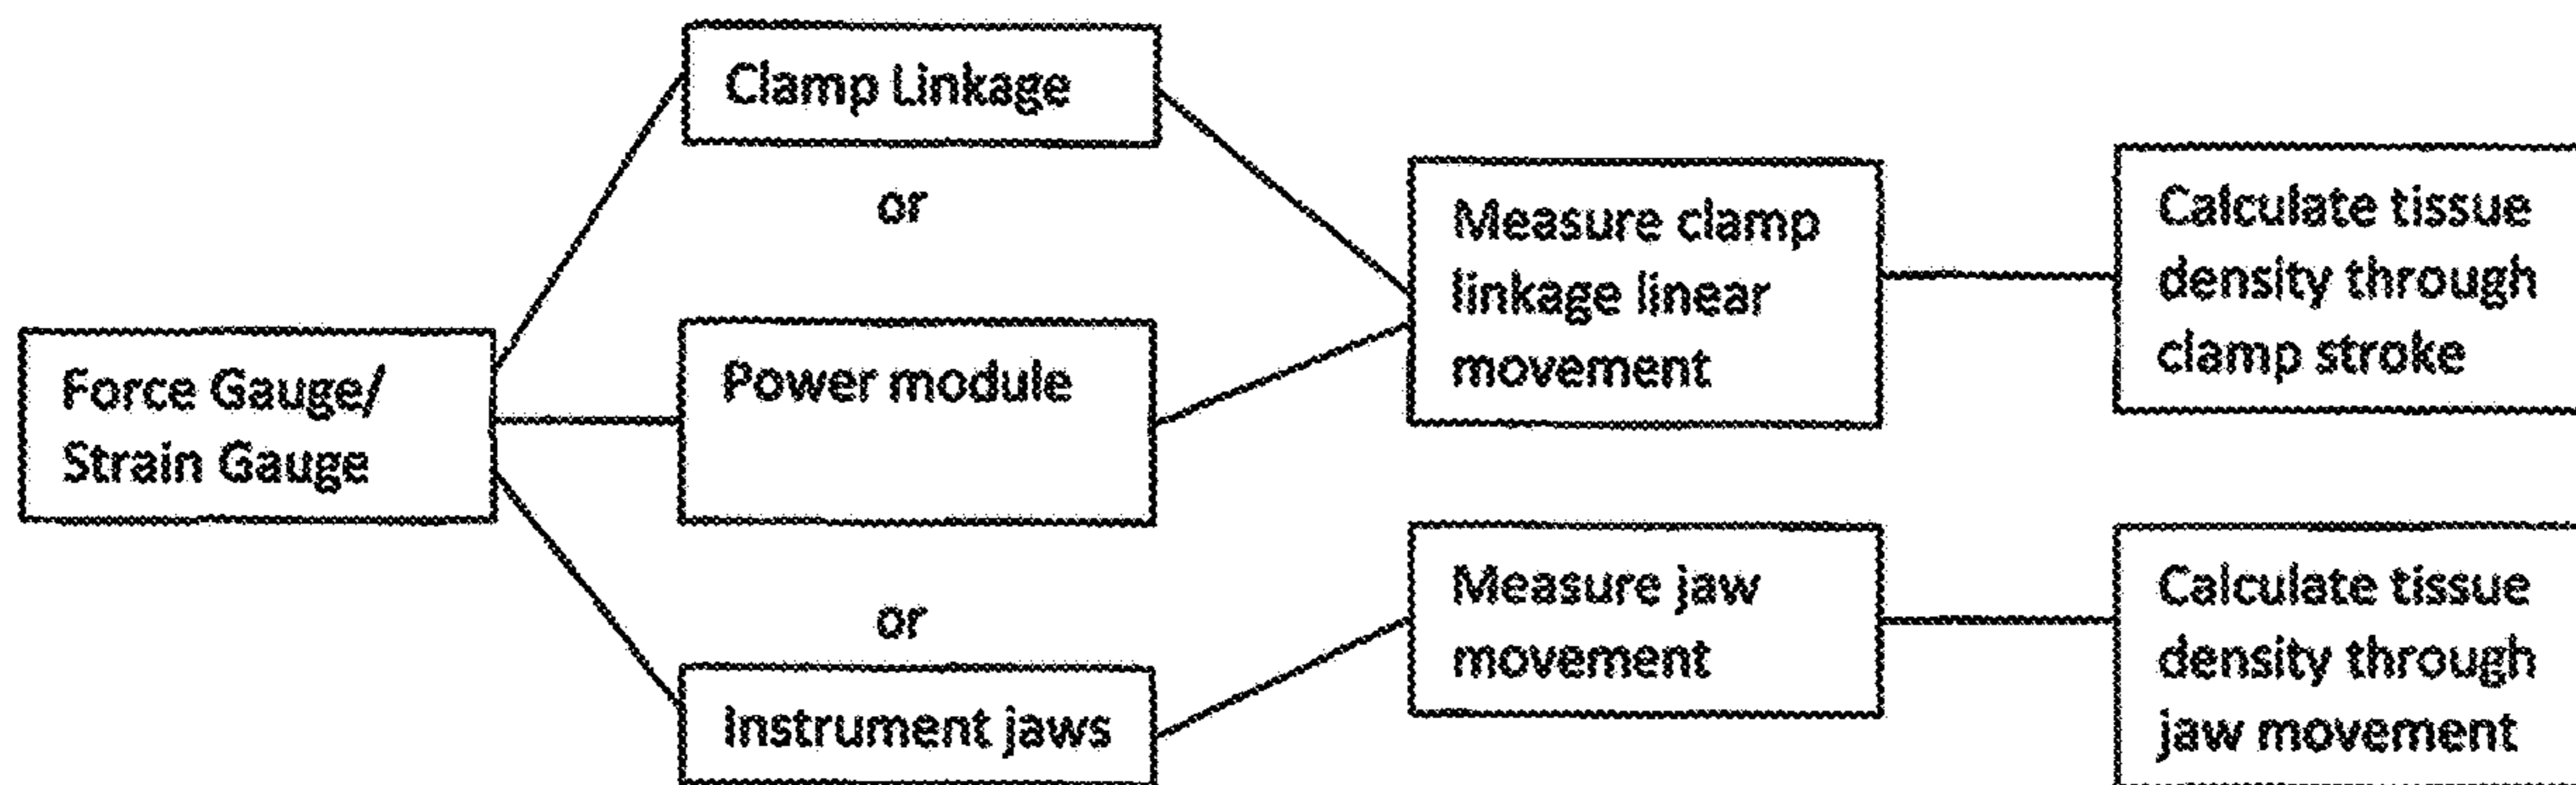 Force Gauge/
Strain Gauge
Clamp Linkage
or
Power module
or
Instrument jaws
Measure clamp
linkage linear
movement
Measure jaw
movement
Calculate tissue
density through
clamp stroke
Calculate tissue
density through
jaw movement